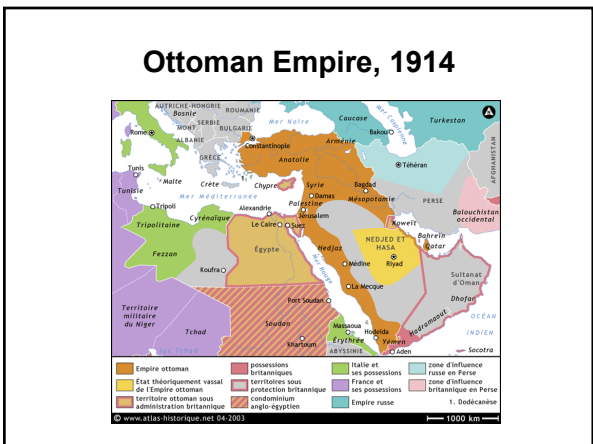 Ottoman Empire, 1914
AUTRICHE-HONGRIE
ROUMANIE
Bosnie
SERBIE
MONT.
BULGARIE
ALBANIE
Rome
GRÈCE
Constantinople
Mer Noire
Caucase
Mer Caspienne
Bakou
Turkestan
Arménie
Anatolie
AFGHANISTAN
Téhéran
Tunis
Tunisie
Malte
Crète
Chypre
Syrie
Damas
Bagdad
Mésopotamie
PERSE
Mer Méditerranée
Palestine
Jérusalem
Tripoli
Alexandrie
Cyrénaïque
Le Caire
Suez
Tripolitaine
Koweït
Balouchistan
occidental
Bahrein
Qatar
NEDJED ET
HASA
Riyad
Hedjaz
Égypte
Fezzan
Koufra
Mer Rouge
Médine
La Mecque
Sultanat
d'Oman
Dhofar
Port Soudan
Territoire
militaire
du Niger
Tchad
Soudan
Khartoum
Massaoua
Érythrée
ABYSSINIE
Hodeïda
Yémen
Aden
Hadramaout
OCÉAN
INDIEN
Socotra
lac Tchad
Empire ottoman
État théoriquement vassal
de l'Empire ottoman
territoire ottoman sous
administration britannique
possessions
britanniques
territoires sous
protection britannique
condominium
anglo-égyptien
Italie et
ses possessions
France et
ses possessions
Empire russe
zone d'influence
russe en Perse
zone d'influence
britannique en Perse
1. Dodécanèse
© www.atlas-historique.net 04-2003
1000 km